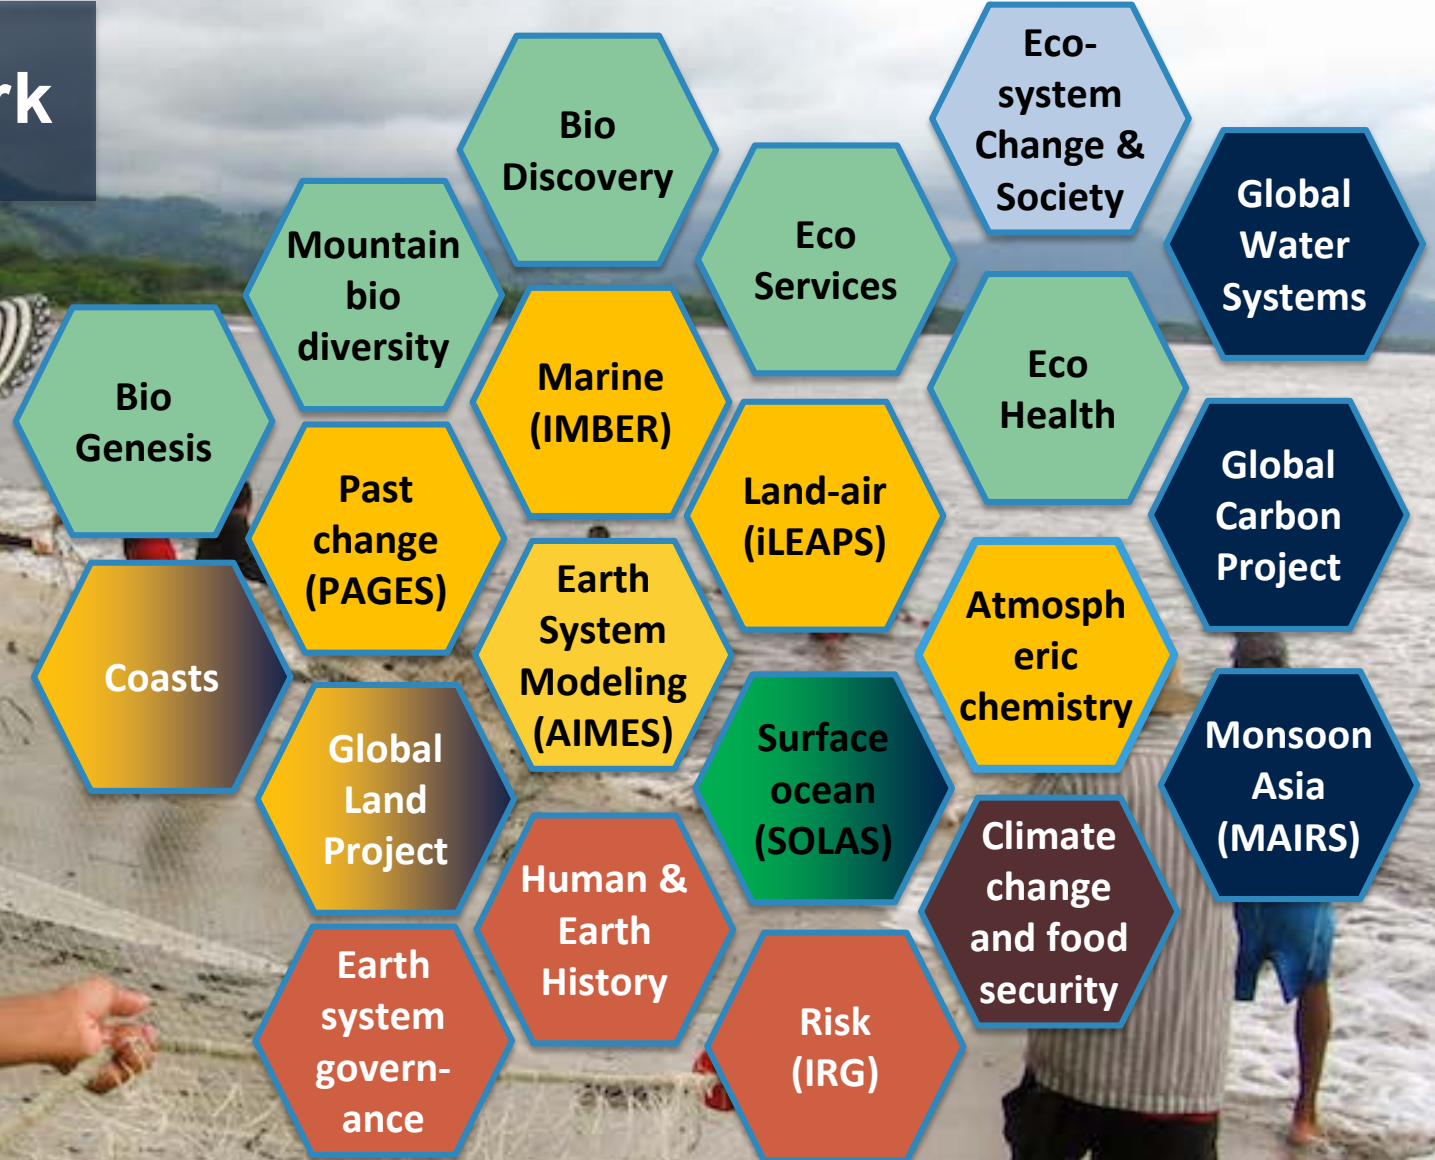 rk
Bio
Discovery
Eco-
system
Change &
Society
Global
Water
Systems
Mountain
bio
diversity
Eco
Services
Bio
Genesis
Marine
(IMBER)
Eco
Health
Past
change
(PAGES)
Land-air
(iLEAPS)
Global
Carbon
Project
Coasts
Earth
System
Modeling
(AIMES)
Atmosph
eric
chemistry
Global
Land
Project
Surface
ocean
(SOLAS)
Monsoon
Asia
(MAIRS)
Human &
Earth
History
Climate
change
and food
security
Earth
system
govern-
ance
Risk
(IRG)